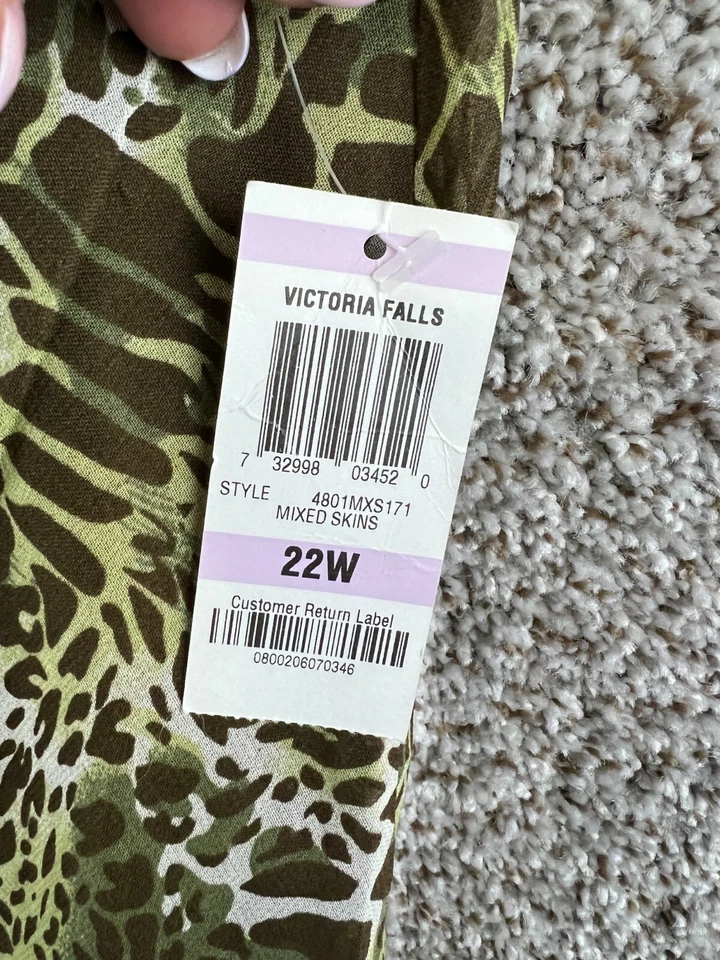 VICTORIA FALLS
7 32998 03452 0
STYLE 4801MXS171
MIXED SKINS
22W
Customer Return Label
0800206070346